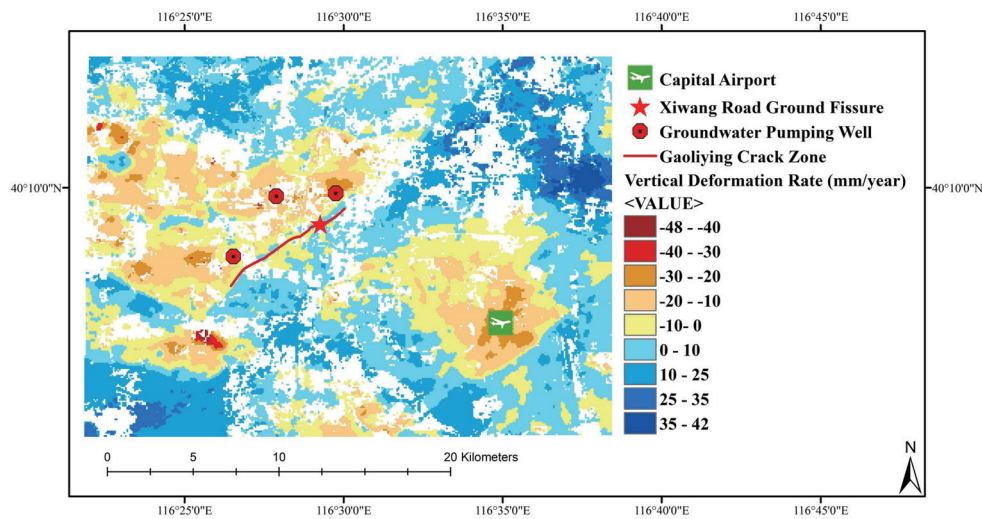 116°25'0"E 116°30'0"E 116°35'0"E 116°40'0"E 116°45'0"E
Capital Airport
Xiwang Road Ground Fissure
Groundwater Pumping Well
Gaoliying Crack Zone
40°10'0"N 40°10'0"N
Vertical Deformation Rate (mm/year)
<VALUE>
-48 - -40
-40 - -30
-30 - -20
-20 - -10
-10- 0
0 - 10
10 - 25
25 - 35
35 - 42
0 5 10 20 Kilometers
N
116°25'0"E 116°30'0"E 116°35'0"E 116°40'0"E 116°45'0"E